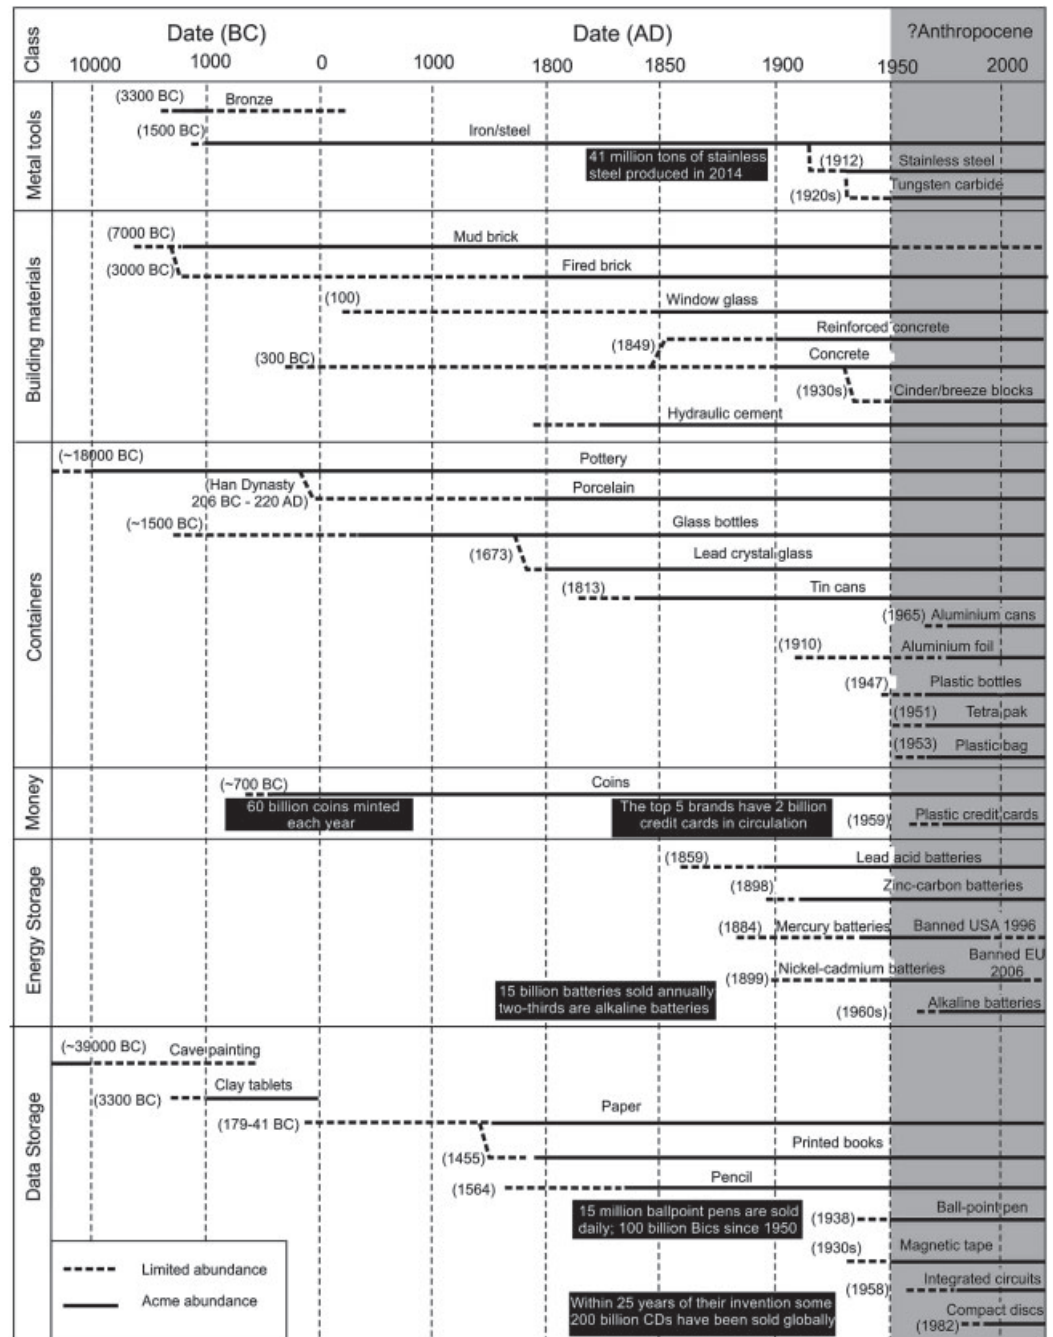 Class
Date (BC)
Date (AD)
?Anthropocene
10000
1000
0
1000
1800
1850
1900
1950
2000
Metal tools
(3300 BC)
Bronze
(1500 BC)
Iron/steel
41 million tons of stainless
steel produced in 2014
(1912)
Stainless steel
(1920s)
Tungsten carbide
Building materials
(7000 BC)
Mud brick
(3000 BC)
Fired brick
(100)
Window glass
Reinforced concrete
(1849)
(300 BC)
Concrete
(1930s)
Cinder/breeze blocks
Hydraulic cement
Containers
(~18000 BC)
Pottery
(Han Dynasty
206 BC - 220 AD)
Porcelain
(~1500 BC)
Glass bottles
(1673)
Lead crystal glass
(1813)
Tin cans
(1965)
Aluminium cans
(1910)
Aluminium foil
(1947)
Plastic bottles
(1951)
Tetra pak
(1953)
Plastic bag
Money
(~700 BC)
Coins
60 billion coins minted
each year
The top 5 brands have 2 billion
credit cards in circulation
(1959)
Plastic credit cards
Energy Storage
(1859)
Lead acid batteries
(1898)
Zinc-carbon batteries
(1884)
Mercury batteries
Banned USA 1996
(1899)
Nickel-cadmium batteries
Banned EU
2006
15 billion batteries sold annually
two-thirds are alkaline batteries
(1960s)
Alkaline batteries
Data Storage
(~39000 BC)
Cave painting
(3300 BC)
Clay tablets
(179-41 BC)
Paper
(1455)
Printed books
(1564)
Pencil
15 million ballpoint pens are sold
daily; 100 billion Bics since 1950
(1938)
Ball-point pen
(1930s)
Magnetic tape
(1958)
Integrated circuits
Within 25 years of their invention some
200 billion CDs have been sold globally
Compact discs
(1982)
Limited abundance
Acme abundance